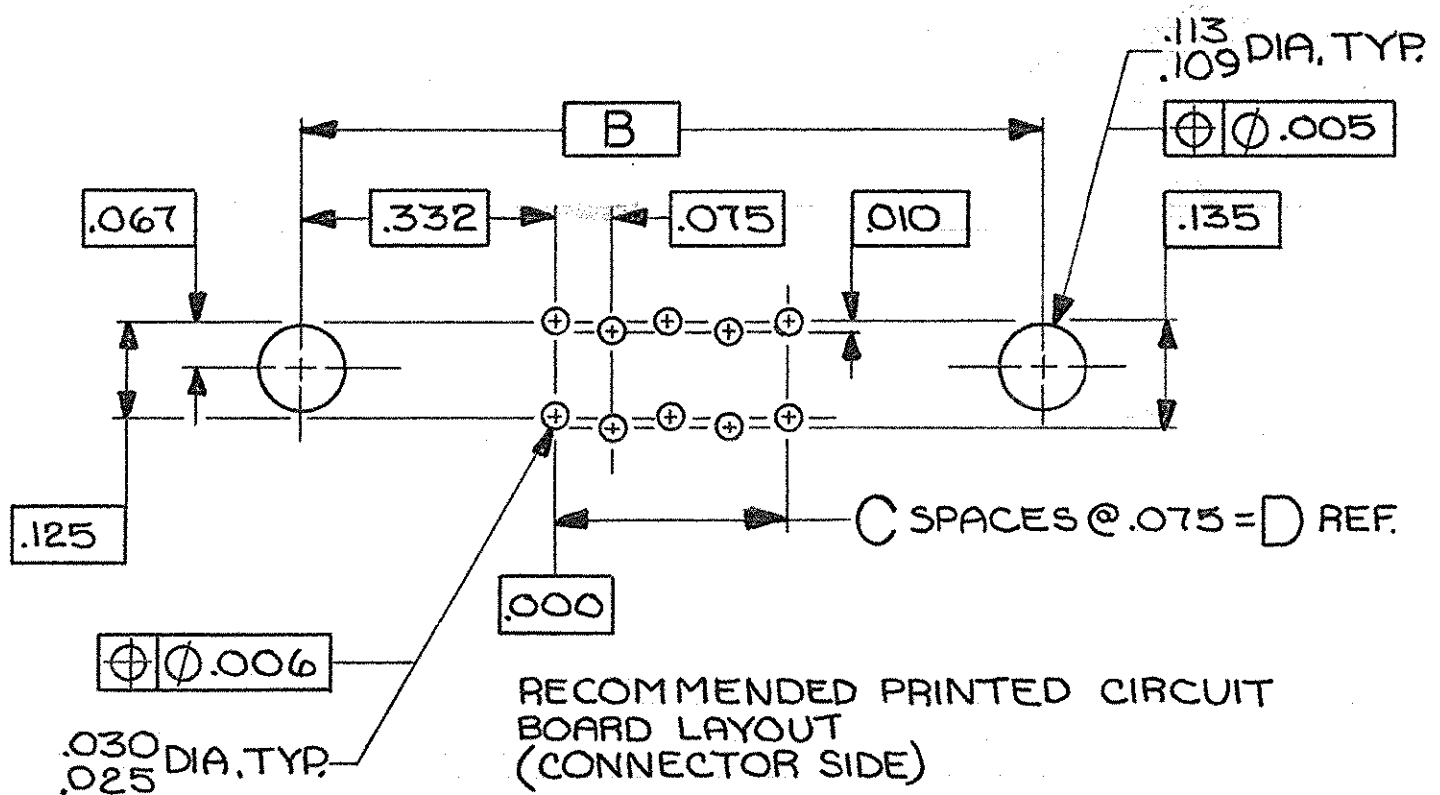 .113
.109 DIA. TYP.
B
⌖ ∅ .005
.067
.332
.075
.010
.135
.125
C SPACES @ .075 = D REF.
.000
⌖ ∅ .006
.030
.025 DIA. TYP.
RECOMMENDED PRINTED CIRCUIT
BOARD LAYOUT
(CONNECTOR SIDE)